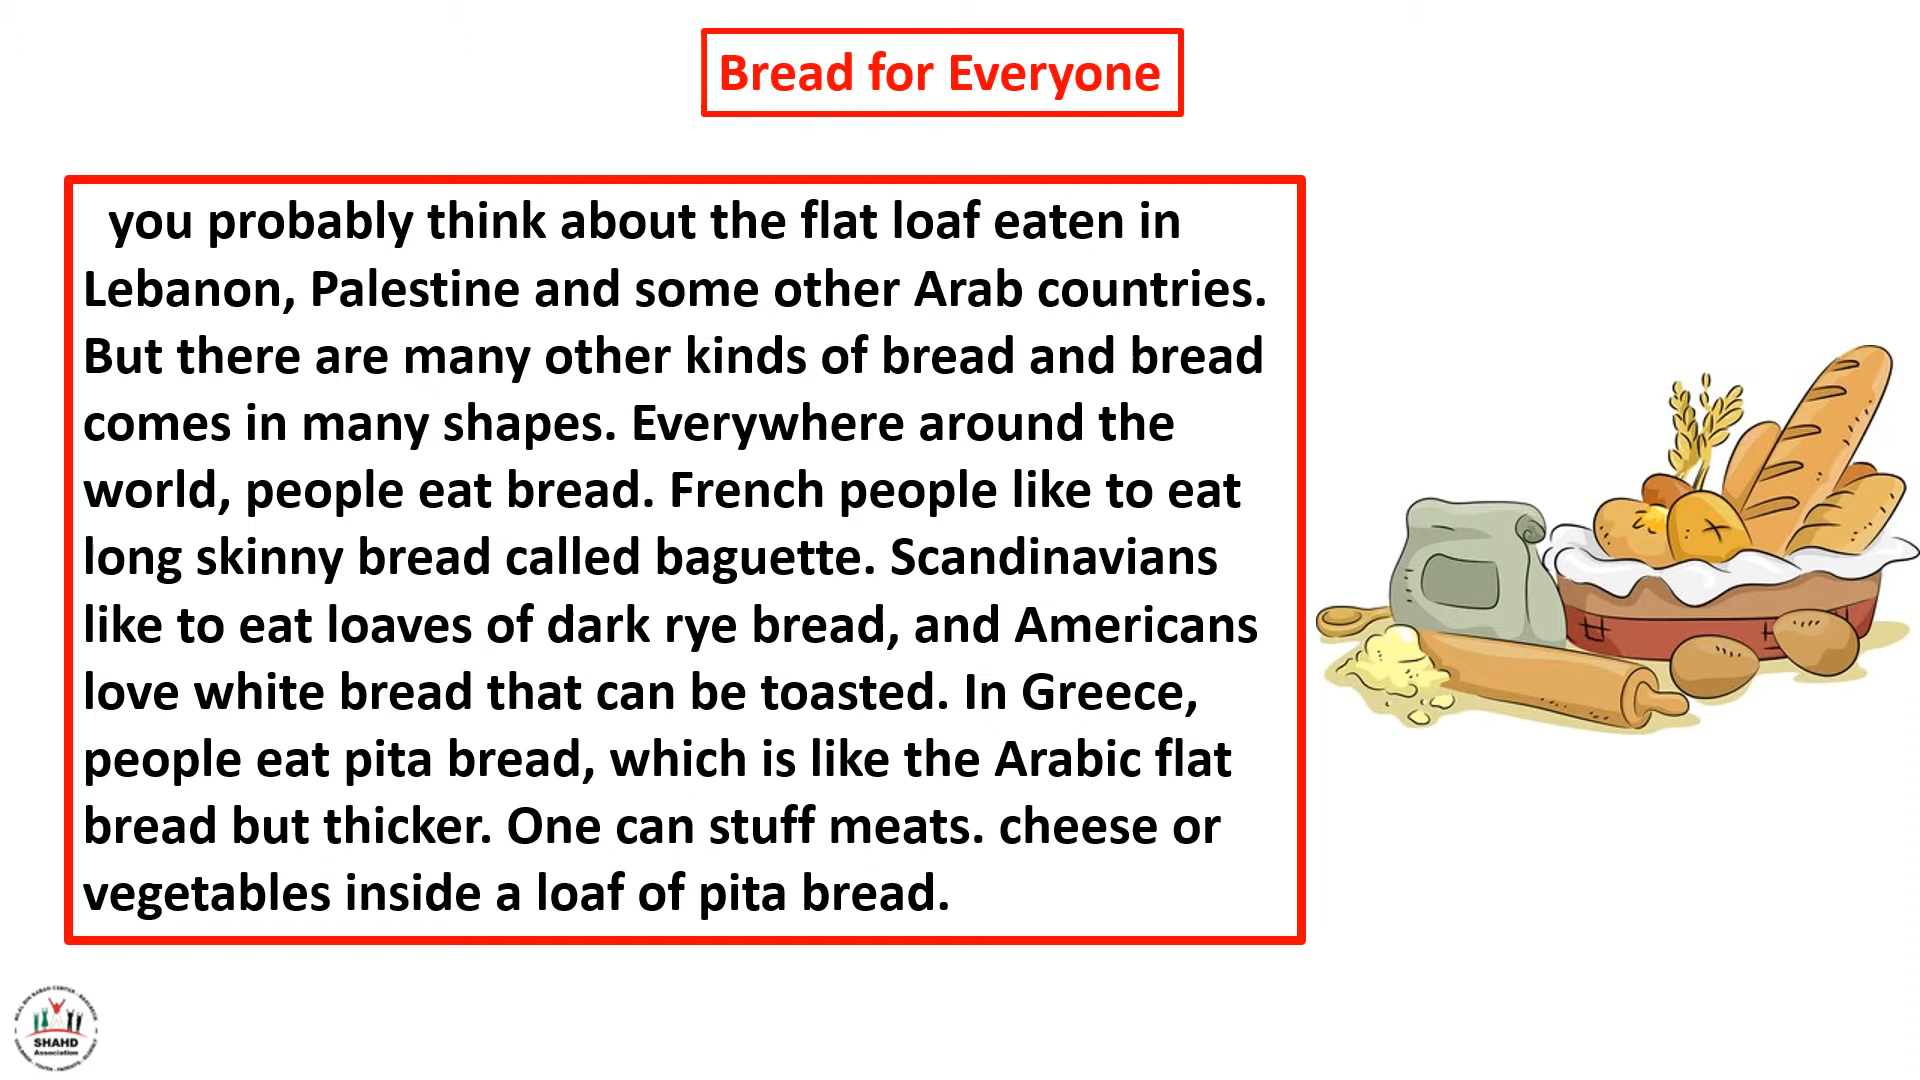 Bread for Everyone
you probably think about the flat loaf eaten in
Lebanon, Palestine and some other Arab countries.
But there are many other kinds of bread and bread
comes in many shapes. Everywhere around the
world, people eat bread. French people like to eat
long skinny bread called baguette. Scandinavians
like to eat loaves of dark rye bread, and Americans
love white bread that can be toasted. In Greece,
people eat pita bread, which is like the Arabic flat
bread but thicker. One can stuff meats. cheese or
vegetables inside a loaf of pita bread.
SHAHD
Association